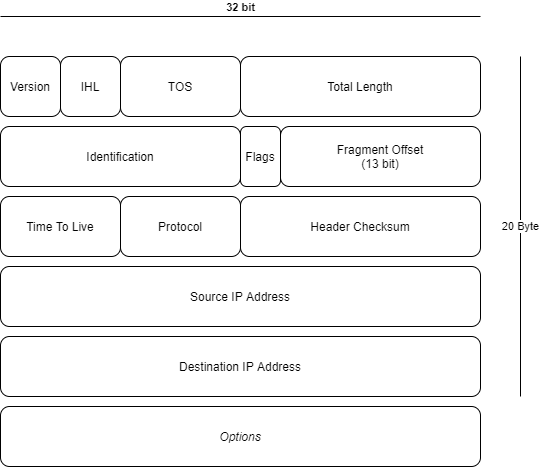 32 bit
Version IHL TOS Total Length
Identification Flags Fragment Offset
(13 bit)
Time To Live Protocol Header Checksum
20 Byte
Source IP Address
Destination IP Address
Options